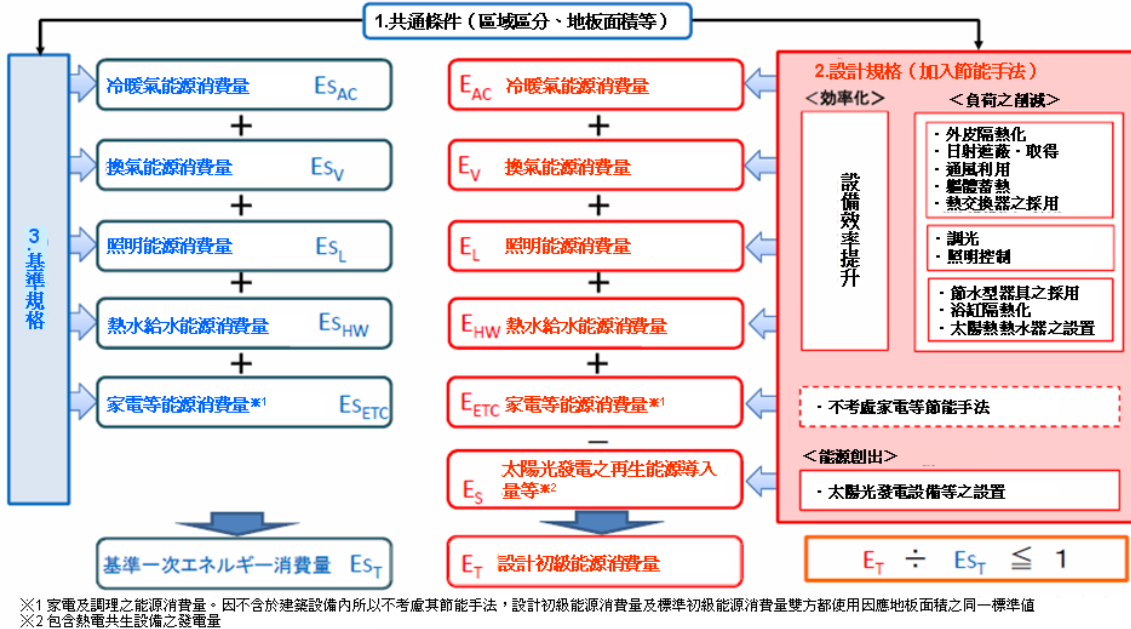 1.共通條件（區域區分、地板面積等）
3.基準規格
冷暖氣能源消費量 EsAC
+
換氣能源消費量 EsV
+
照明能源消費量 EsL
+
熱水給水能源消費量 EsHW
+
家電等能源消費量※1 EsETC
基準一次エネルギー消費量 EsT
EAC 冷暖氣能源消費量
+
EV 換氣能源消費量
+
EL 照明能源消費量
+
EHW 熱水給水能源消費量
+
EETC 家電等能源消費量※1
−
ES 太陽光發電之再生能源導入
量等※2
ET 設計初級能源消費量
2.設計規格（加入節能手法）
＜効率化＞
設備效率提升
＜負荷之削減＞
・外皮隔熱化
・日射遮蔽・取得
・通風利用
・軀體蓄熱
・熱交換器之採用
・調光
・照明控制
・節水型器具之採用
・浴缸隔熱化
・太陽熱熱水器之設置
・不考慮家電等節能手法
＜能源創出＞
・太陽光發電設備等之設置
ET ÷ EsT ≦ 1
※1 家電及調理之能源消費量。因不含於建築設備內所以不考慮其節能手法，設計初級能源消費量及標準初級能源消費量雙方都使用因應地板面積之同一標準值
※2 包含熱電共生設備之發電量